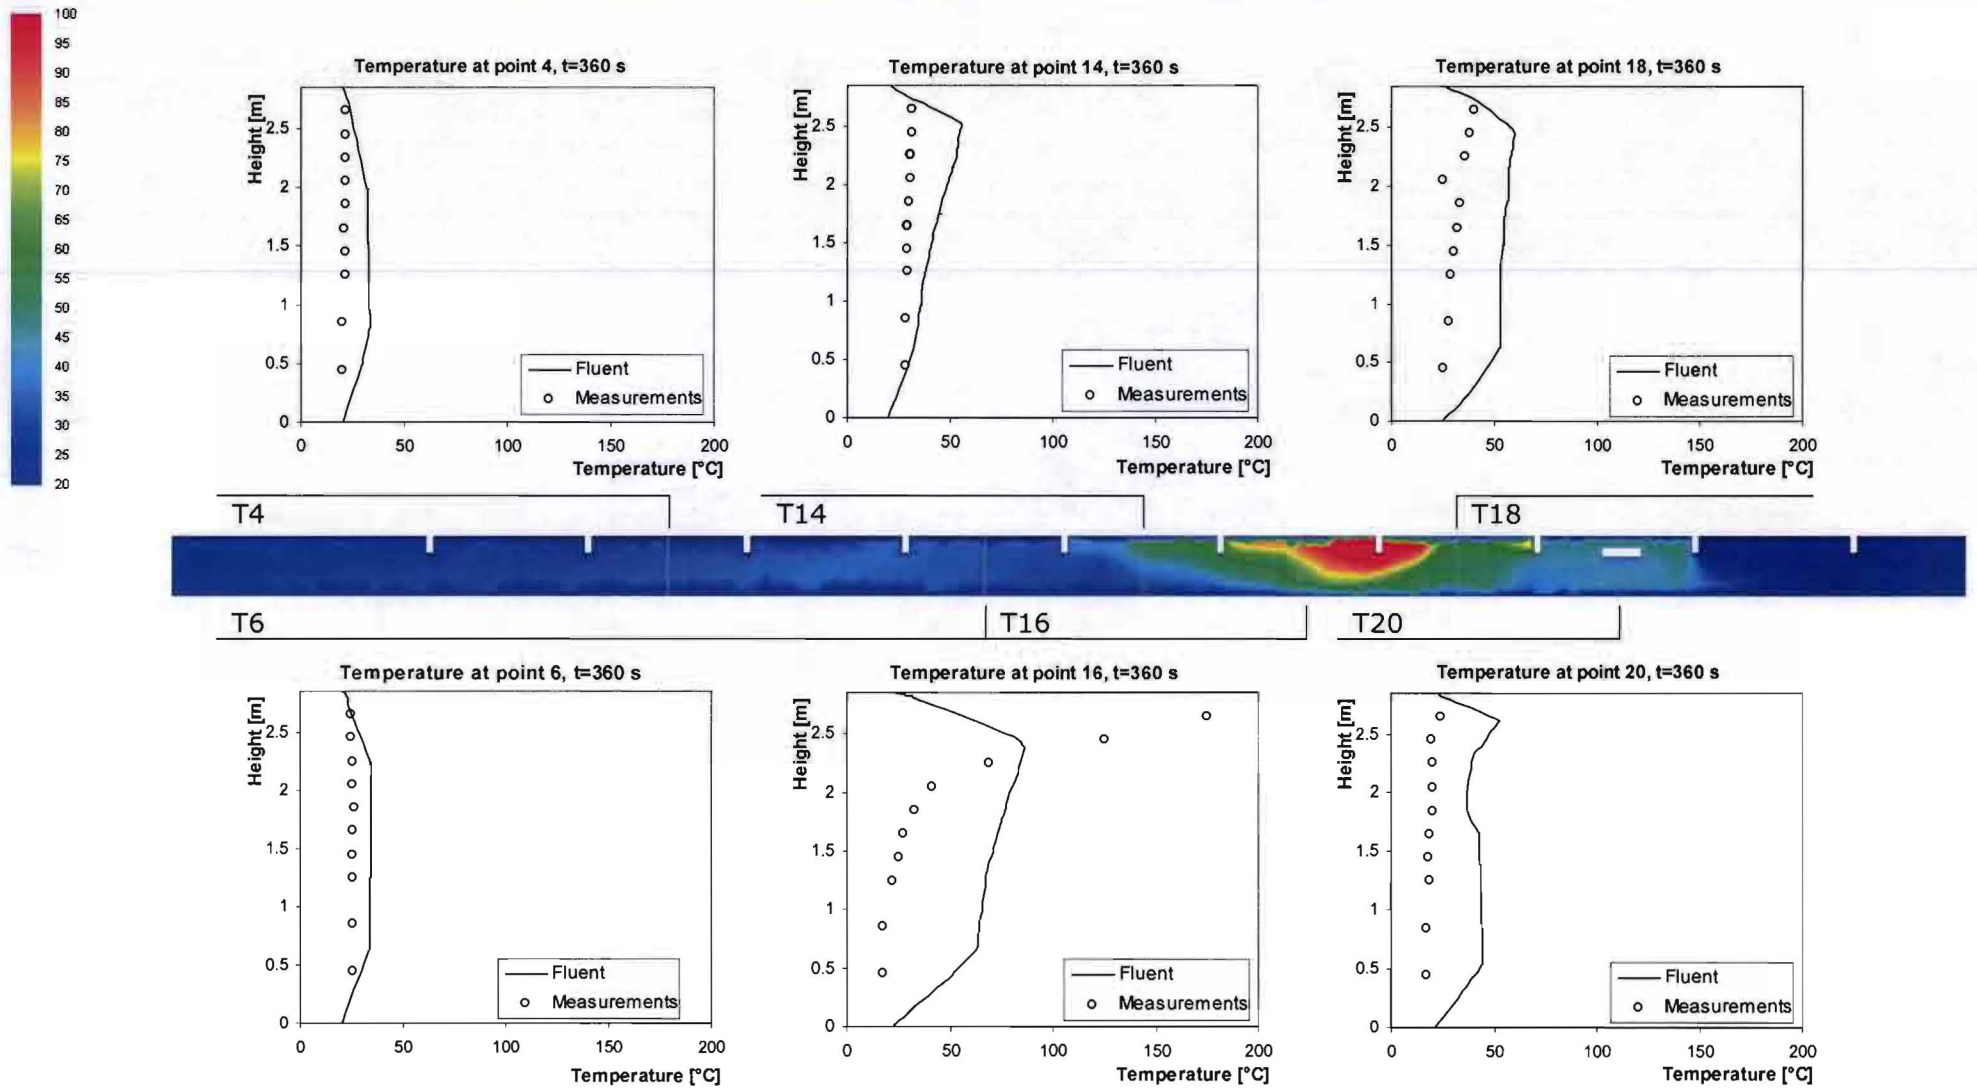 100
95
90
85
80
75
70
65
60
55
50
45
40
35
30
25
20
Temperature at point 4, t=360 s
Height [m]
2.5
2
1.5
1
0.5
0
Fluent
Measurements
0 50 100 150 200
Temperature [°C]
Temperature at point 14, t=360 s
Height [m]
2.5
2
1.5
1
0.5
0
Fluent
Measurements
0 50 100 150 200
Temperature [°C]
Temperature at point 18, t=360 s
Height [m]
2.5
2
1.5
1
0.5
0
Fluent
Measurements
0 50 100 150 200
Temperature [°C]
T4 T14 T18
T6 T16 T20
Temperature at point 6, t=360 s
Height [m]
2.5
2
1.5
1
0.5
0
Fluent
Measurements
0 50 100 150 200
Temperature [°C]
Temperature at point 16, t=360 s
Height [m]
2.5
2
1.5
1
0.5
0
Fluent
Measurements
0 50 100 150 200
Temperature [°C]
Temperature at point 20, t=360 s
Height [m]
2.5
2
1.5
1
0.5
0
Fluent
Measurements
0 50 100 150 200
Temperature [°C]